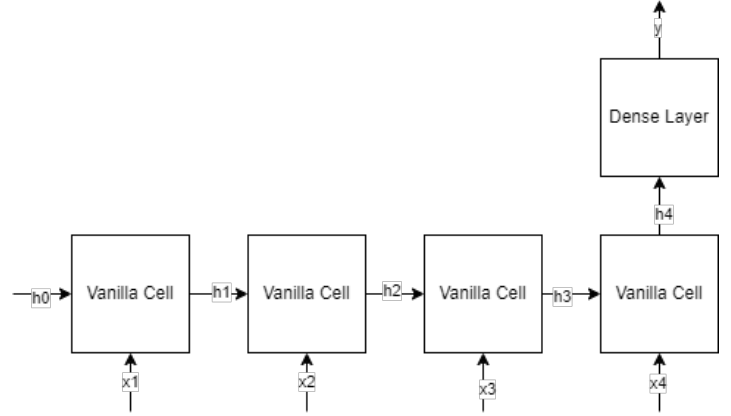 y
Dense Layer
h4
h0
Vanilla Cell
h1
Vanilla Cell
h2
Vanilla Cell
h3
Vanilla Cell
x1
x2
x3
x4